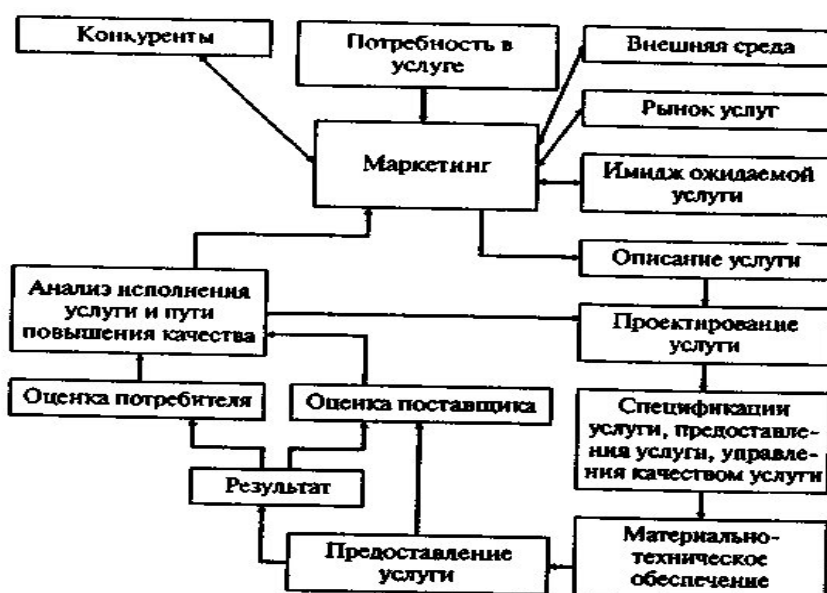 Конкуренты
Потребность в
услуге
Внешняя среда
Рынок услуг
Маркетинг
Имидж ожидаемой
услуги
Описание услуги
Анализ исполнения
услуги и пути
повышения качества
Проектирование
услуги
Оценка потребителя
Оценка поставщика
Спецификации
услуги, предоставле-
ния услуги, управле-
ния качеством услуги
Результат
Предоставление
услуги
Материально-
техническое
обеспечение